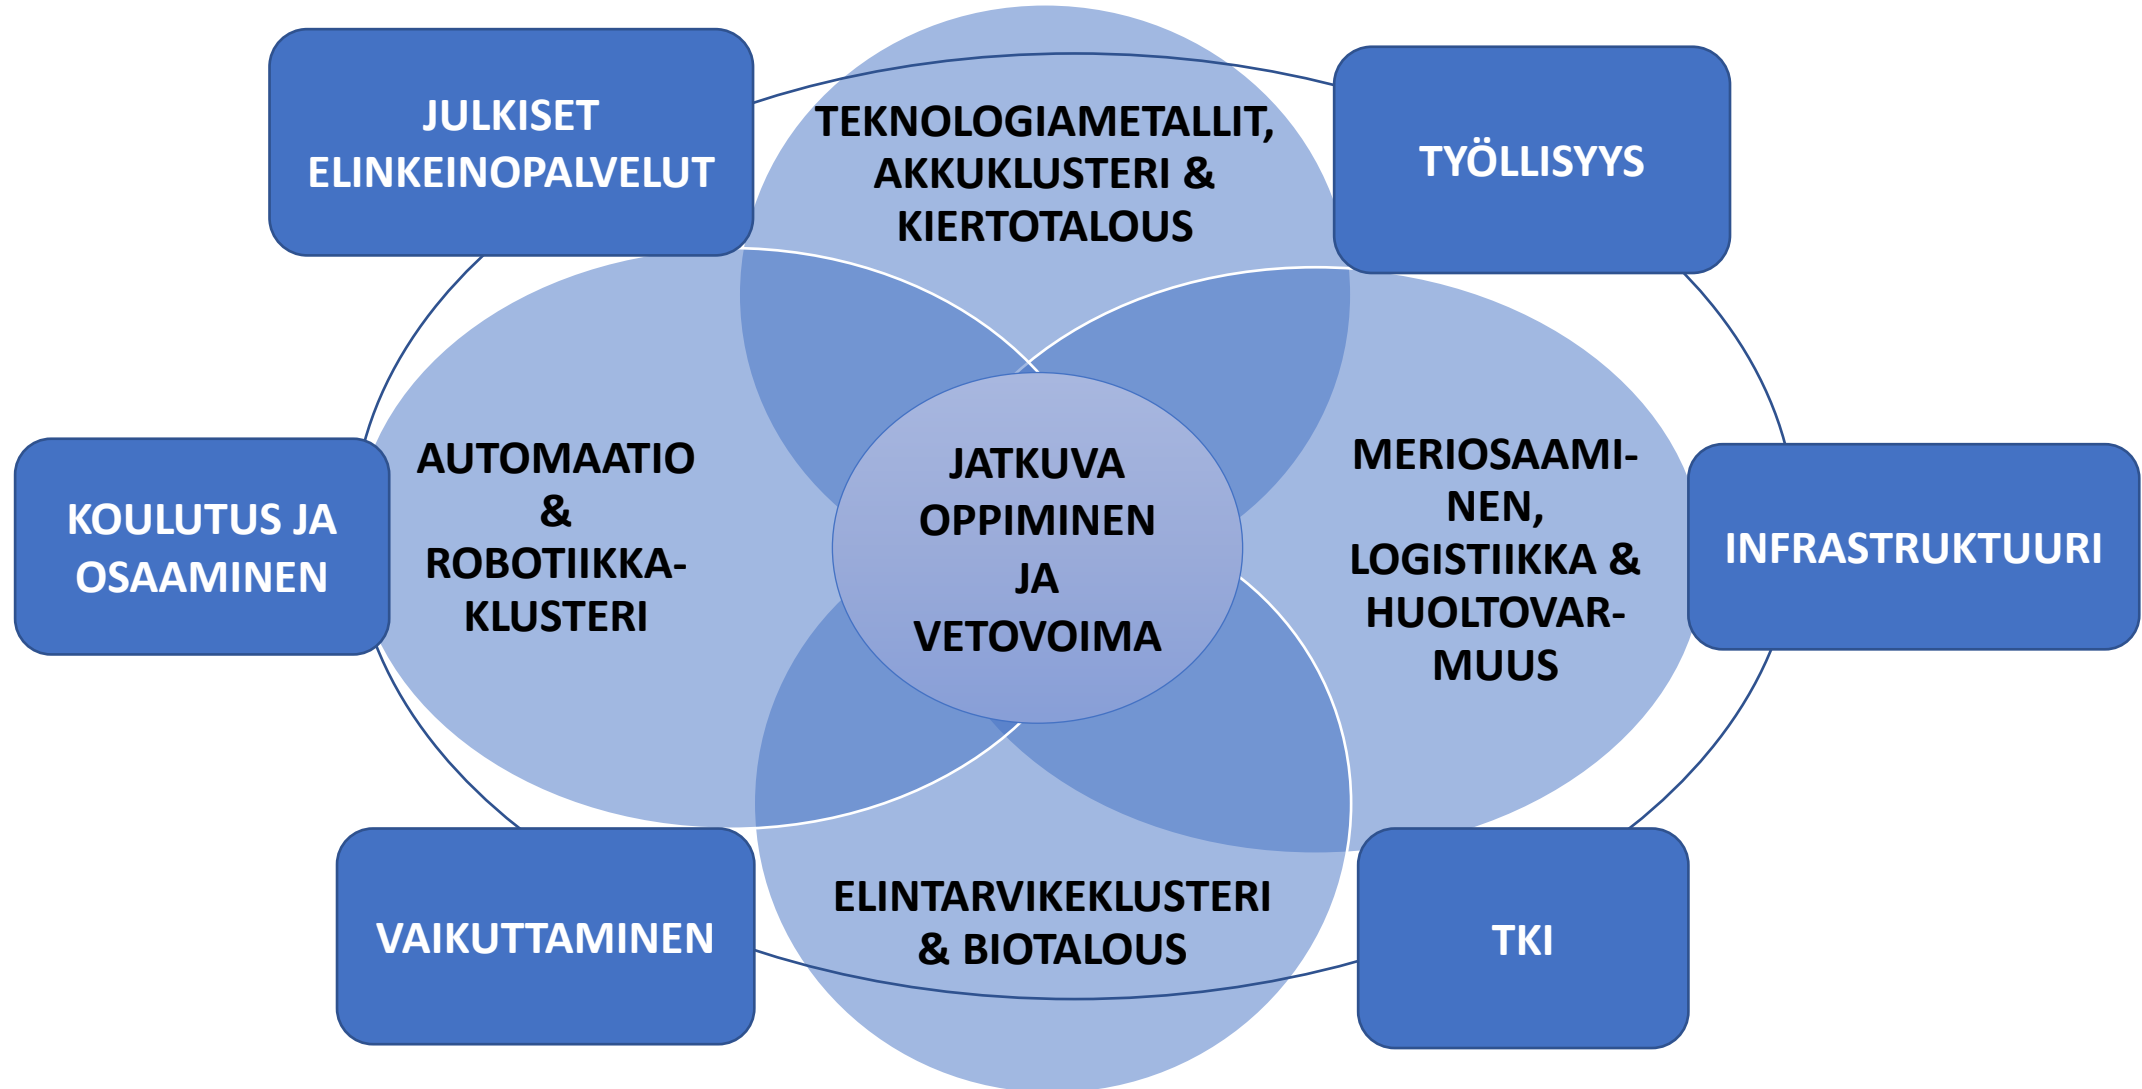 JULKISET
ELINKEINOPALVELUT
TEKNOLOGIAMETALLIT,
AKKUKLUSTERI &
KIERTOTALOUS
TYÖLLISYYS
KOULUTUS JA
OSAAMINEN
AUTOMAATIO
&
ROBOTIIKKA-
KLUSTERI
JATKUVA
OPPIMINEN
JA
VETOVOIMA
MERIOSAAMI-
NEN,
LOGISTIIKKA &
HUOLTOVAR-
MUUS
INFRASTRUKTUURI
VAIKUTTAMINEN
ELINTARVIKEKLUSTERI
& BIOTALOUS
TKI